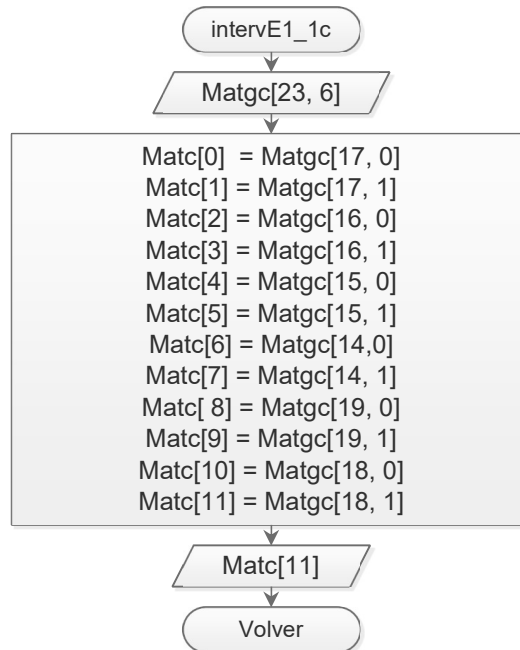 intervE1_1c
Matgc[23, 6]
Matc[0] = Matgc[17, 0]
Matc[1] = Matgc[17, 1]
Matc[2] = Matgc[16, 0]
Matc[3] = Matgc[16, 1]
Matc[4] = Matgc[15, 0]
Matc[5] = Matgc[15, 1]
Matc[6] = Matgc[14,0]
Matc[7] = Matgc[14, 1]
Matc[ 8] = Matgc[19, 0]
Matc[9] = Matgc[19, 1]
Matc[10] = Matgc[18, 0]
Matc[11] = Matgc[18, 1]
Matc[11]
Volver